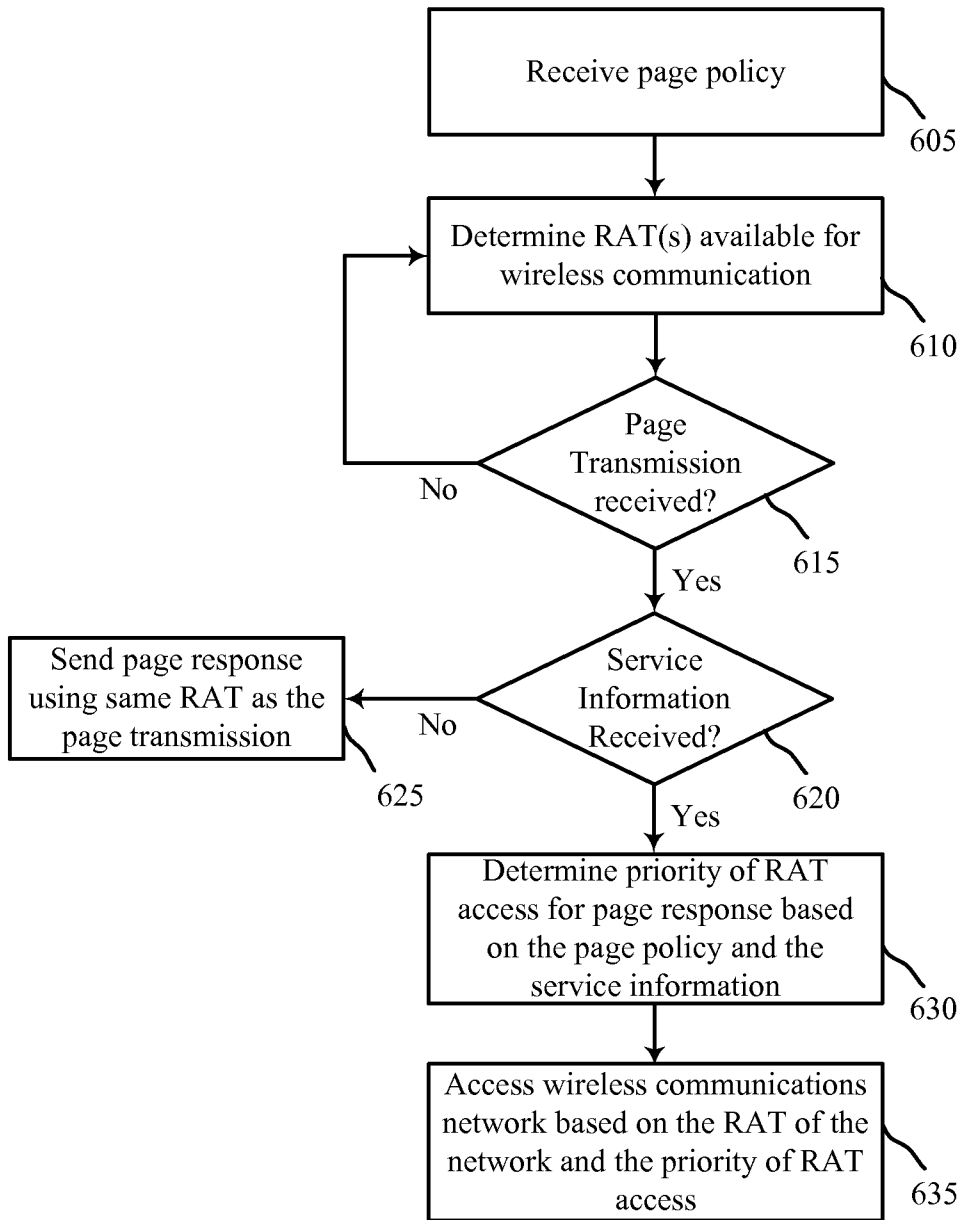 Receive page policy
605
Determine RAT(s) available for
wireless communication
610
Page
Transmission
received?
No
615
Yes
Send page response
using same RAT as the
page transmission
625
Service
Information
Received?
No
620
Yes
Determine priority of RAT
access for page response based
on the page policy and the
service information
630
Access wireless communications
network based on the RAT of the
network and the priority of RAT
access
635